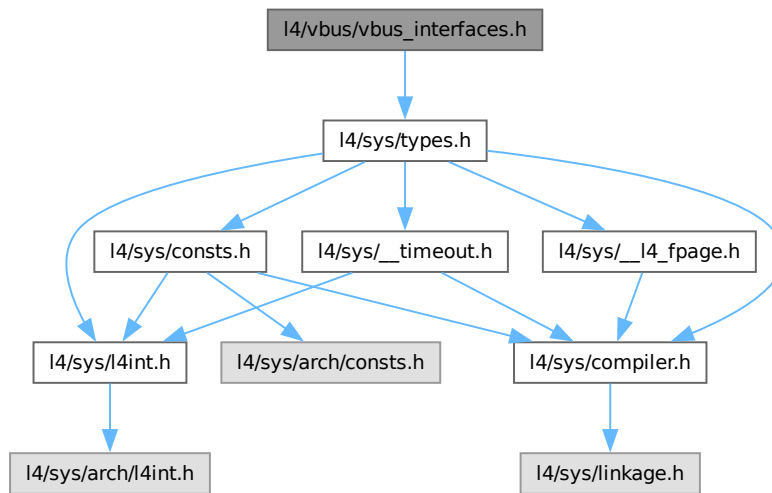 l4/vbus/vbus_interfaces.h
l4/sys/types.h
l4/sys/consts.h
l4/sys/__timeout.h
l4/sys/__l4_fpage.h
l4/sys/l4int.h
l4/sys/arch/consts.h
l4/sys/compiler.h
l4/sys/arch/l4int.h
l4/sys/linkage.h